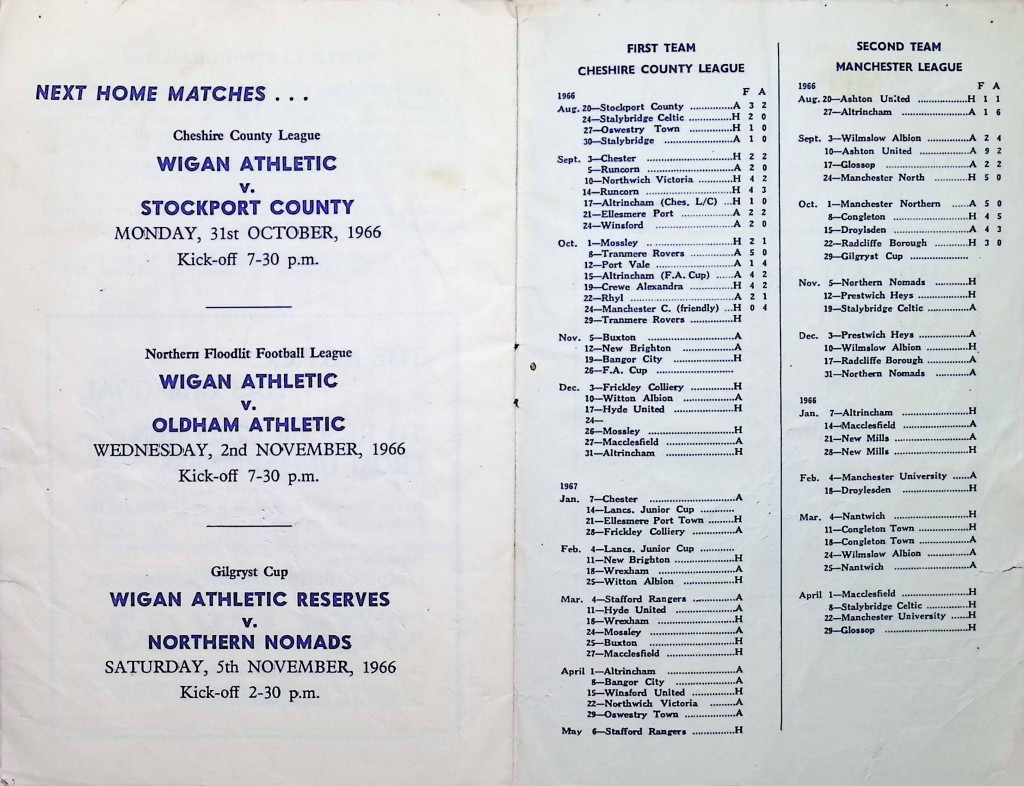 NEXT HOME MATCHES . . .
Cheshire County League
WIGAN ATHLETIC
v.
STOCKPORT COUNTY
MONDAY, 31st OCTOBER, 1966
Kick-off 7-30 p.m.
Northern Floodlit Football League
WIGAN ATHLETIC
v.
OLDHAM ATHLETIC
WEDNESDAY, 2nd NOVEMBER, 1966
Kick-off 7-30 p.m.
Gilgryst Cup
WIGAN ATHLETIC RESERVES
v.
NORTHERN NOMADS
SATURDAY, 5th NOVEMBER, 1966
Kick-off 2-30 p.m.
FIRST TEAM
CHESHIRE COUNTY LEAGUE
1966 F A
Aug. 20—Stockport County ..............A 3 2
24—Stalybridge Celtic ..............H 2 0
27—Oswestry Town ..............H 1 0
30—Stalybridge ..............A 1 0
Sept. 3—Chester ..............H 2 2
5—Runcorn ..............A 2 0
10—Northwich Victoria ..............H 4 2
14—Runcorn ..............H 4 3
17—Altrincham (Ches. L/C) ...H 1 0
21—Ellesmere Port ..............A 2 2
24—Winsford ..............A 2 0
Oct. 1—Mossley ..............H 2 1
8—Tranmere Rovers ..............A 5 0
12—Port Vale ..............A 1 4
15—Altrincham (F.A. Cup) ......A 4 2
19—Crewe Alexandra ..............H 4 2
22—Rhyl ..............A 2 1
24—Manchester C. (friendly) ...H 0 4
29—Tranmere Rovers ..............H
Nov. 5—Buxton ..............A
12—New Brighton ..............A
19—Bangor City ..............H
26—F.A. Cup ..............
Dec. 3—Frickley Colliery ..............H
10—Witton Albion ..............A
17—Hyde United ..............H
24—
26—Mossley ..............H
27—Macclesfield ..............A
31—Altrincham ..............H
1967
Jan. 7—Chester ..............A
14—Lancs. Junior Cup ...........
21—Ellesmere Port Town ........H
28—Frickley Colliery ..............A
Feb. 4—Lancs. Junior Cup ...........
11—New Brighton ..............H
18—Wrexham ..............A
25—Witton Albion ..............H
Mar. 4—Stafford Rangers ..............A
11—Hyde United ..............A
18—Wrexham ..............H
24—Mossley ..............A
25—Buxton ..............H
27—Macclesfield ..............H
April 1—Altrincham ..............A
8—Bangor City ..............A
15—Winsford United ..............H
22—Northwich Victoria .........A
29—Oswestry Town ..............A
May 6—Stafford Rangers ..............H
SECOND TEAM
MANCHESTER LEAGUE
1966 F A
Aug. 20—Ashton United ..............H 1 1
27—Altrincham ..............A 1 6
Sept. 3—Wilmslow Albion ..............A 2 4
10—Ashton United ..............A 9 2
17—Glossop ..............A 2 2
24—Manchester North ..............H 5 0
Oct. 1—Manchester Northern .....A 5 0
8—Congleton ..............H 4 5
15—Droylsden ..............A 4 3
22—Radcliffe Borough ..............H 3 0
29—Gilgryst Cup ..............
Nov. 5—Northern Nomads ..............H
12—Prestwich Heys ..............H
19—Stalybridge Celtic ..............A
Dec. 3—Prestwich Heys ..............A
10—Wilmslow Albion ..............H
17—Radcliffe Borough ..............A
31—Northern Nomads ..............A
1966
Jan. 7—Altrincham ..............H
14—Macclesfield ..............A
21—New Mills ..............A
28—New Mills ..............H
Feb. 4—Manchester University ......A
18—Droylesden ..............H
Mar. 4—Nantwich ..............H
11—Congleton Town ..............H
18—Congleton Town ..............A
24—Wilmslow Albion ..............A
25—Nantwich ..............A
April 1—Macclesfield ..............H
8—Stalybridge Celtic ..............H
22—Manchester University ......H
29—Glossop ..............H